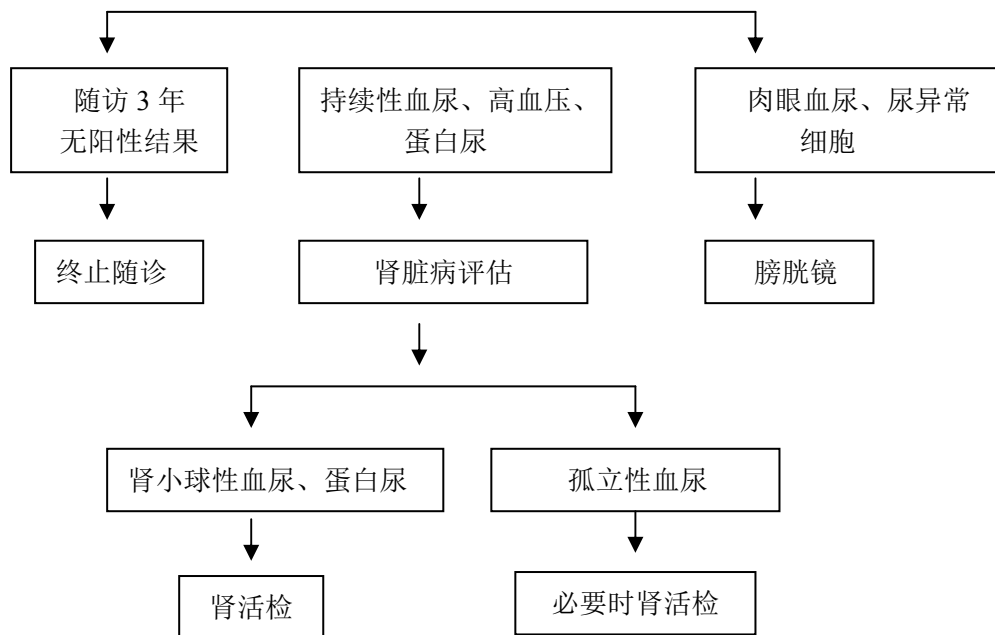 随访 3 年
无阳性结果
持续性血尿、高血压、
蛋白尿
肉眼血尿、尿异常
细胞
终止随诊
肾脏病评估
膀胱镜
肾小球性血尿、蛋白尿
孤立性血尿
肾活检
必要时肾活检